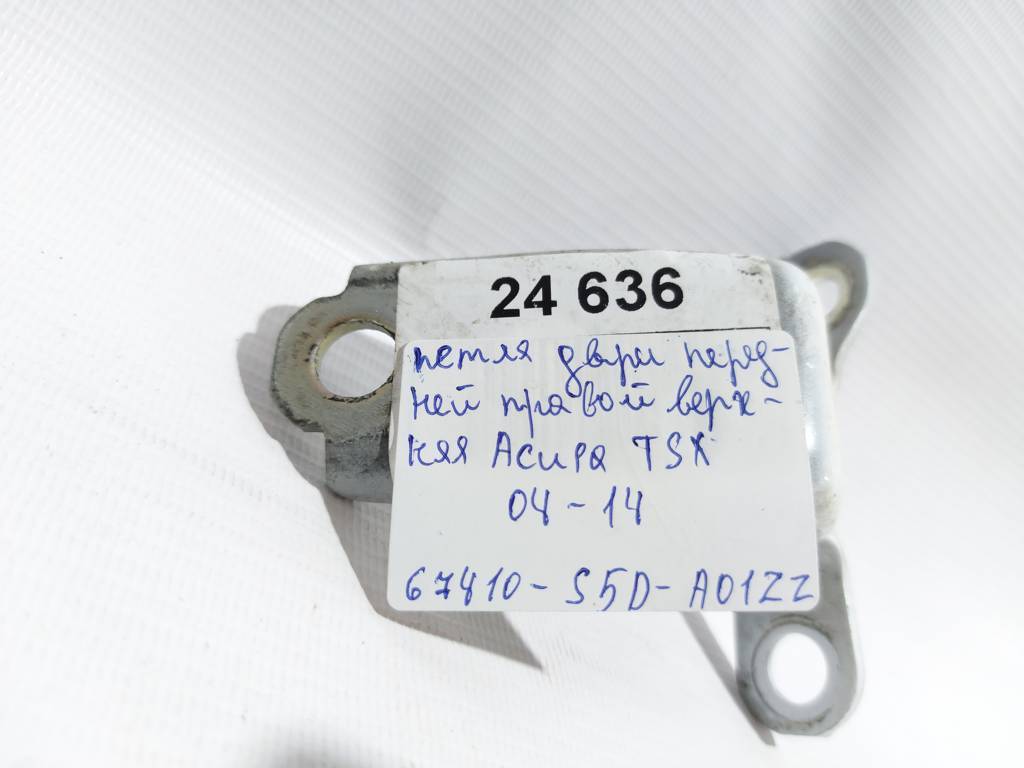 24 636
петля двери перед-
ней правой верх-
няя Acura TSX
04-14
67410-S5D-A01ZZ